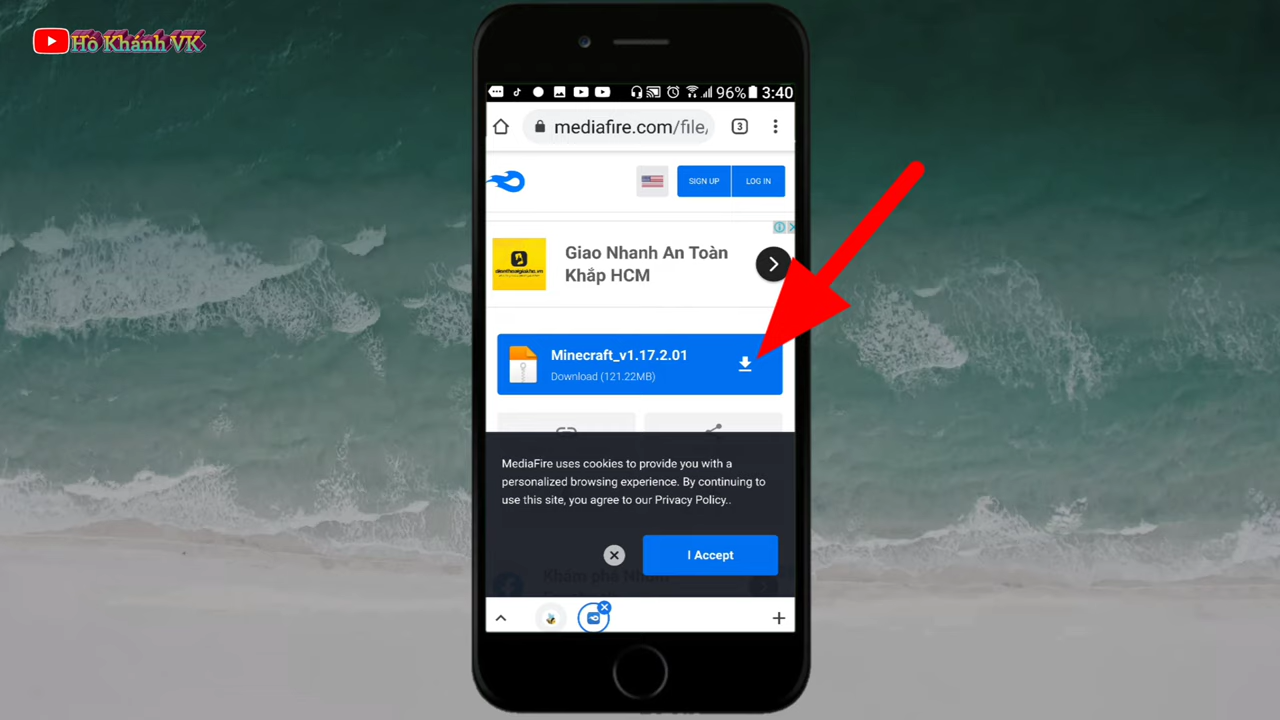 Hồ Khánh VK
96% 3:40
mediafire.com/file/
3
SIGN UP
LOG IN
Giao Nhanh An Toàn
Khắp HCM
Minecraft_v1.17.2.01
Download (121.22MB)
MediaFire uses cookies to provide you with a
personalized browsing experience. By continuing to
use this site, you agree to our Privacy Policy..
I Accept